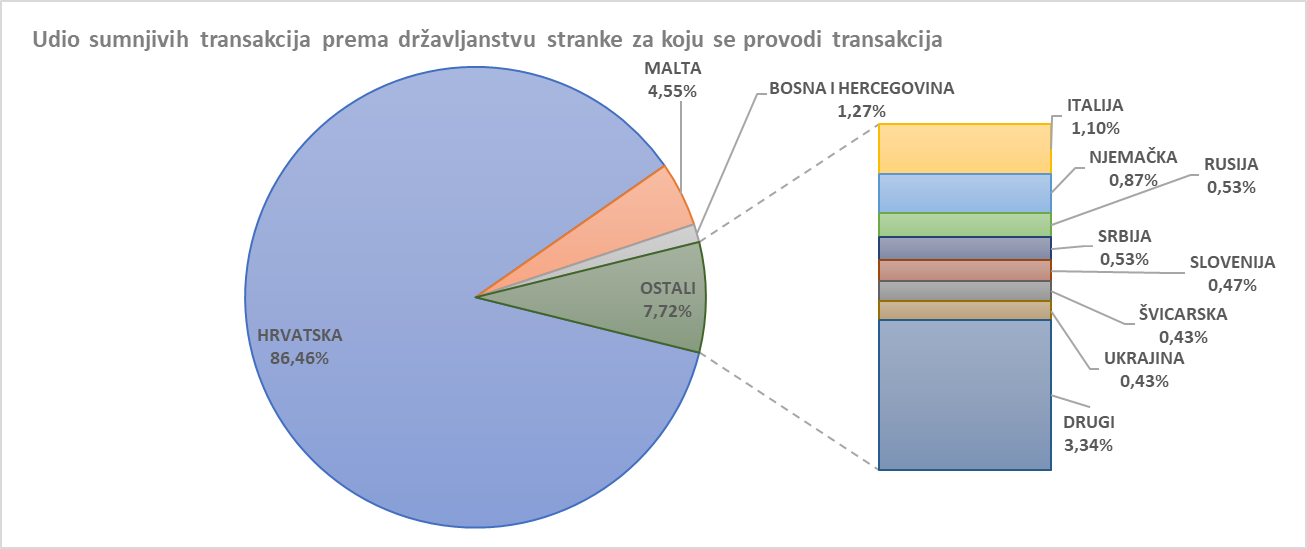 Udio sumnjivih transakcija prema državljanstvu stranke za koju se provodi transakcija
MALTA
4,55%
BOSNA I HERCEGOVINA
1,27%
ITALIJA
1,10%
NJEMAČKA
0,87%
RUSIJA
0,53%
SRBIJA
0,53%
SLOVENIJA
0,47%
OSTALI
7,72%
ŠVICARSKA
0,43%
HRVATSKA
86,46%
UKRAJINA
0,43%
DRUGI
3,34%